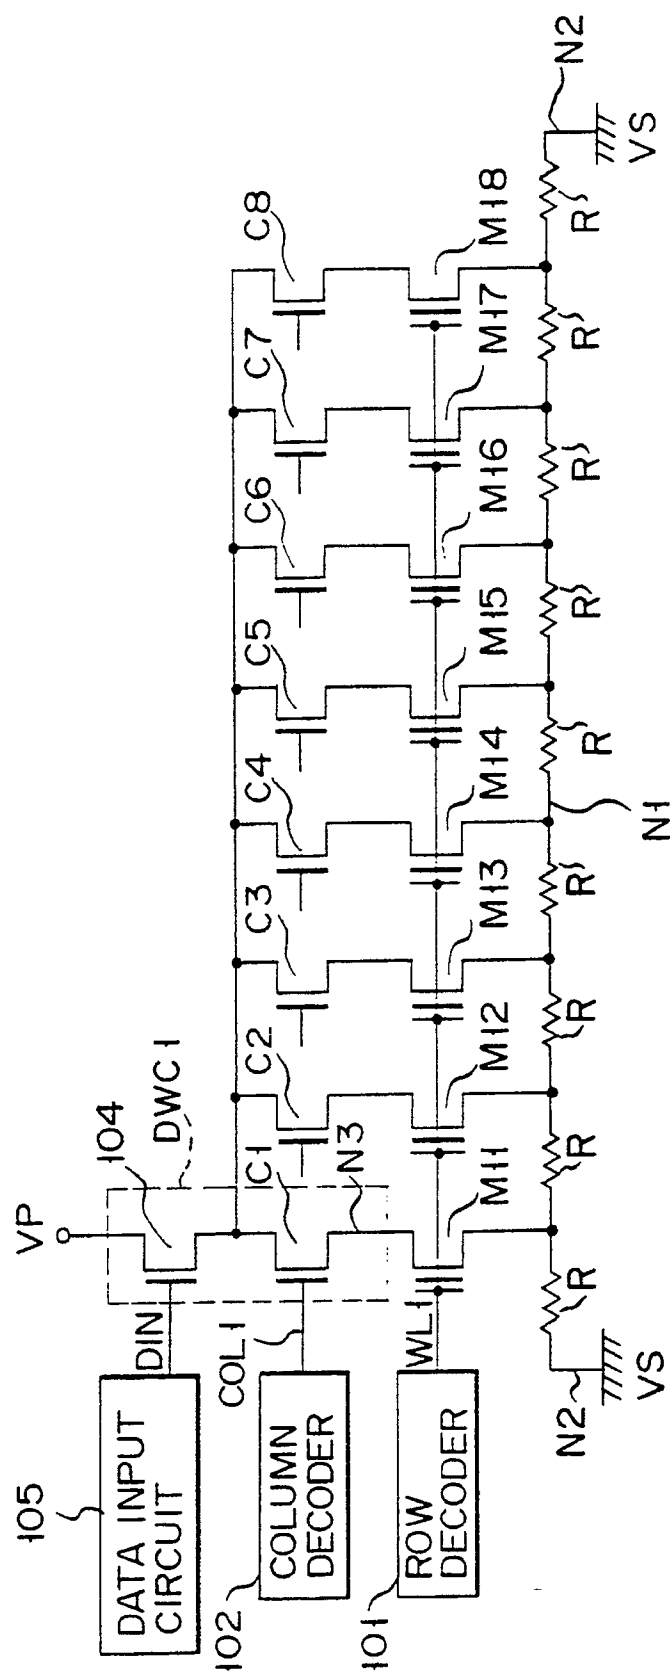 105
DATA INPUT
CIRCUIT
DIN
VP
104
DWC1
102
COLUMN
DECODER
COL1
C1
C2
C3
C4
C5
C6
C7
C8
N3
101
ROW
DECODER
WL1
M11
M12
M13
M14
M15
M16
M17
M18
N2
VS
R
R
R
R
N1
R
R
R
R
R
N2
VS